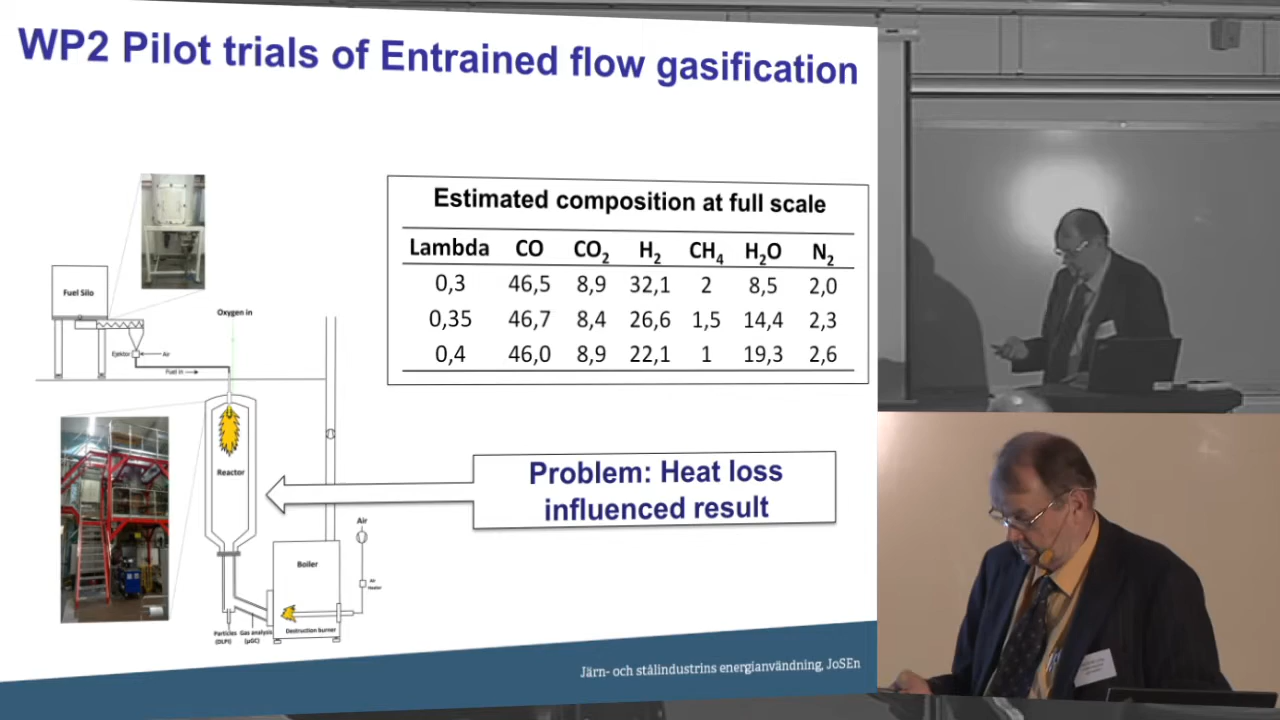 WP2 Pilot trials of Entrained flow gasification
Estimated composition at full scale
Lambda CO CO2 H2 CH4 H2O N2
0,3 46,5 8,9 32,1 2 8,5 2,0
0,35 46,7 8,4 26,6 1,5 14,4 2,3
0,4 46,0 8,9 22,1 1 19,3 2,6
Fuel Silo
Oxygen in
Ejektor
Air
Fuel in
Reactor
Problem: Heat loss
influenced result
Air
Air
Heater
Boiler
Destruction burner
Particles
(DLPI)
Gas analysis
(µGC)
Järn- och stålindustrins energianvändning, JoSEn